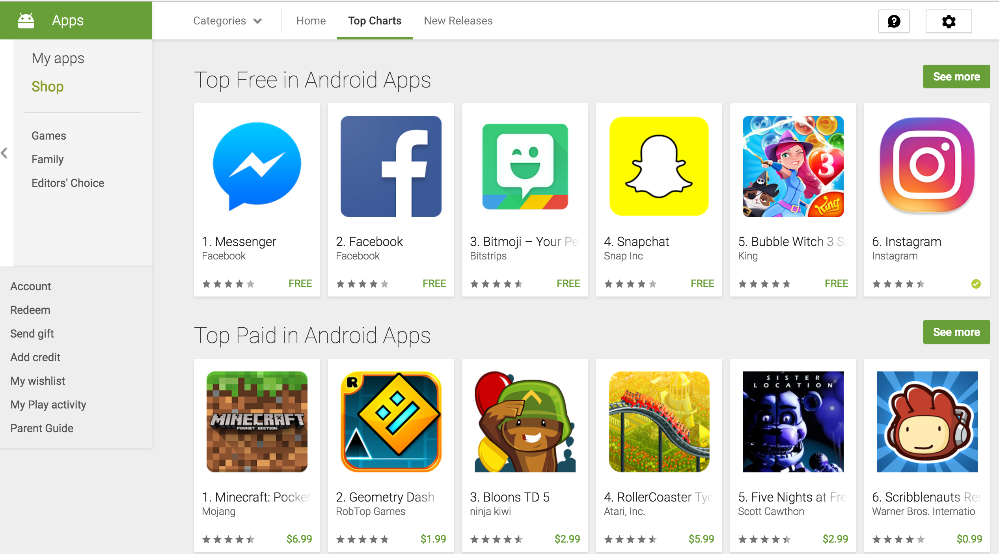 Apps
Categories
Home
Top Charts
New Releases
My apps
Shop
Games
Family
Editors' Choice
Account
Redeem
Send gift
Add credit
My wishlist
My Play activity
Parent Guide
Top Free in Android Apps
See more
3
King
1. Messenger
Facebook
FREE
2. Facebook
Facebook
FREE
3. Bitmoji – Your Pe
Bitstrips
FREE
4. Snapchat
Snap Inc
FREE
5. Bubble Witch 3 Sa
King
FREE
6. Instagram
Instagram
Top Paid in Android Apps
See more
MINECRAFT
POCKET EDITION
R
SISTER
LOCATION
1. Minecraft: Pocket
Mojang
$6.99
2. Geometry Dash
RobTop Games
$1.99
3. Bloons TD 5
ninja kiwi
$2.99
4. RollerCoaster Tyc
Atari, Inc.
$5.99
5. Five Nights at Fre
Scott Cawthon
$2.99
6. Scribblenauts Rem
Warner Bros. Internation
$0.99